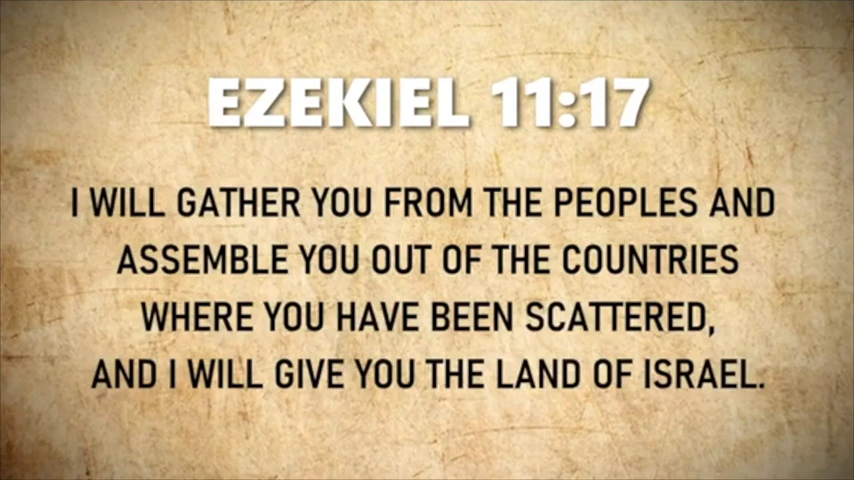 EZEKIEL 11:17
I WILL GATHER YOU FROM THE PEOPLES AND
ASSEMBLE YOU OUT OF THE COUNTRIES
WHERE YOU HAVE BEEN SCATTERED,
AND I WILL GIVE YOU THE LAND OF ISRAEL.